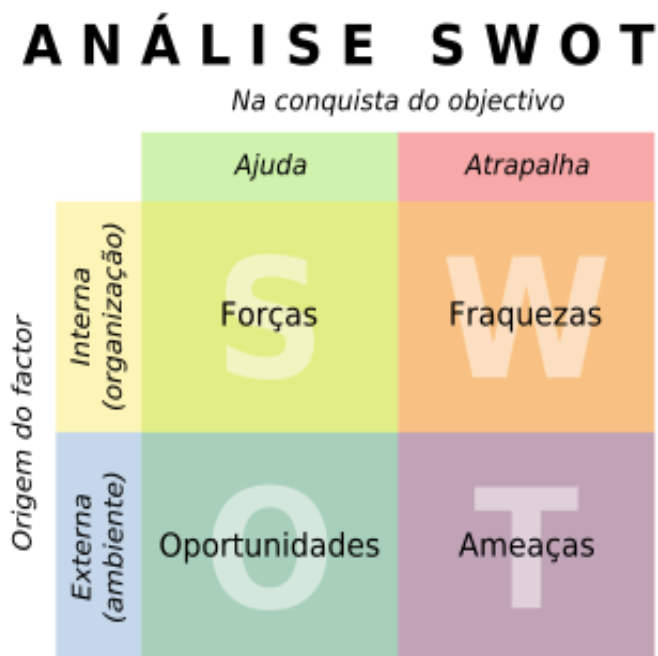 ANÁLISE SWOT
Na conquista do objectivo
Ajuda
Atrapalha
Origem do factor
Interna
(organização)
S
Forças
W
Fraquezas
Externa
(ambiente)
O
Oportunidades
T
Ameaças